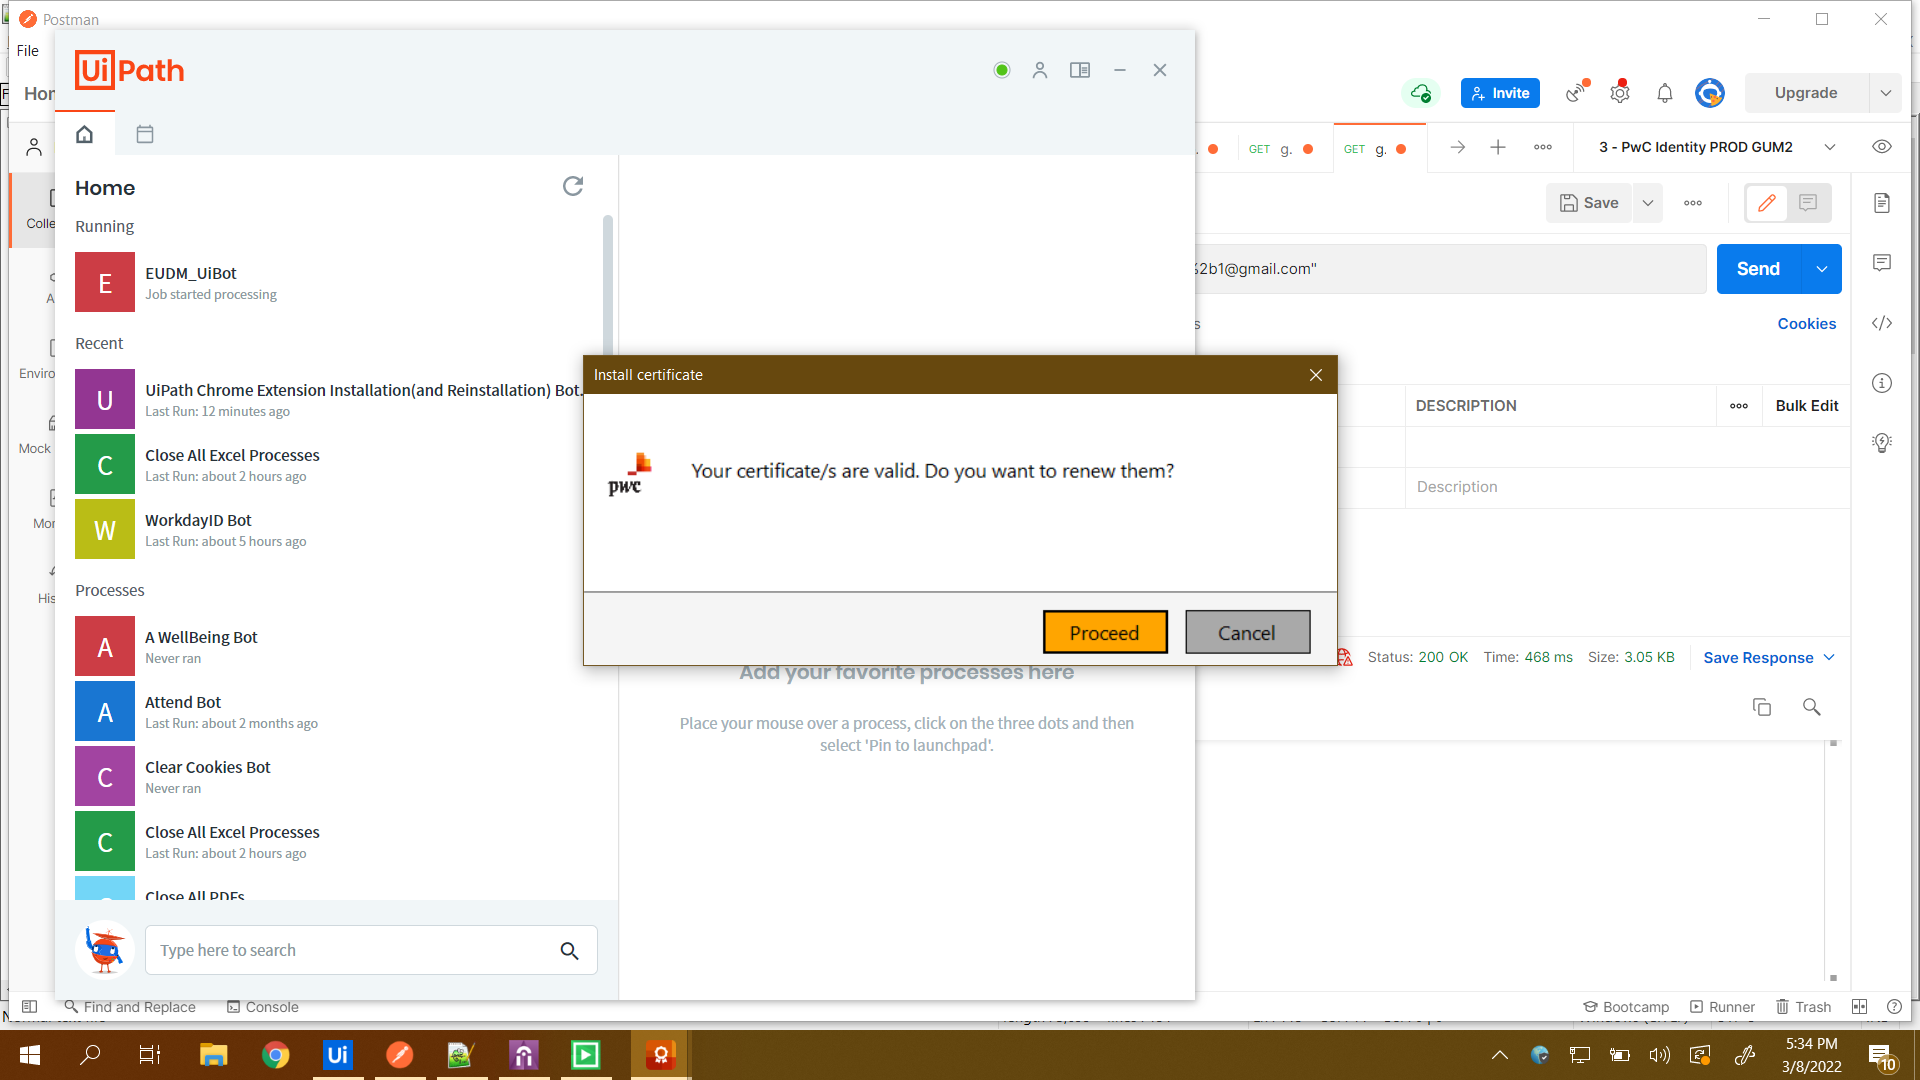 Postman
File
UiPath
Hor
Invite
Upgrade
GET g.
GET g.
3 - PwC Identity PROD GUM2
Home
Running
E
EUDM_UiBot
Job started processing
Recent
U
UiPath Chrome Extension Installation(and Reinstallation) Bot.
Last Run: 12 minutes ago
C
Close All Excel Processes
Last Run: about 2 hours ago
W
WorkdayID Bot
Last Run: about 5 hours ago
Processes
A
A WellBeing Bot
Never ran
A
Attend Bot
Last Run: about 2 months ago
C
Clear Cookies Bot
Never ran
C
Close All Excel Processes
Last Run: about 2 hours ago
Close All PDFs
Type here to search
Colle
A
Enviro
Mock
Mor
His
Save
2b1@gmail.com"
Send
s
Cookies
DESCRIPTION
Bulk Edit
Description
Install certificate
pwc
Your certificate/s are valid. Do you want to renew them?
Proceed
Cancel
Add your favorite processes here
Place your mouse over a process, click on the three dots and then
select 'Pin to launchpad'.
Status: 200 OK Time: 468 ms Size: 3.05 KB
Save Response
Find and Replace
Console
Bootcamp
Runner
Trash
Ui
5:34 PM
3/8/2022
10